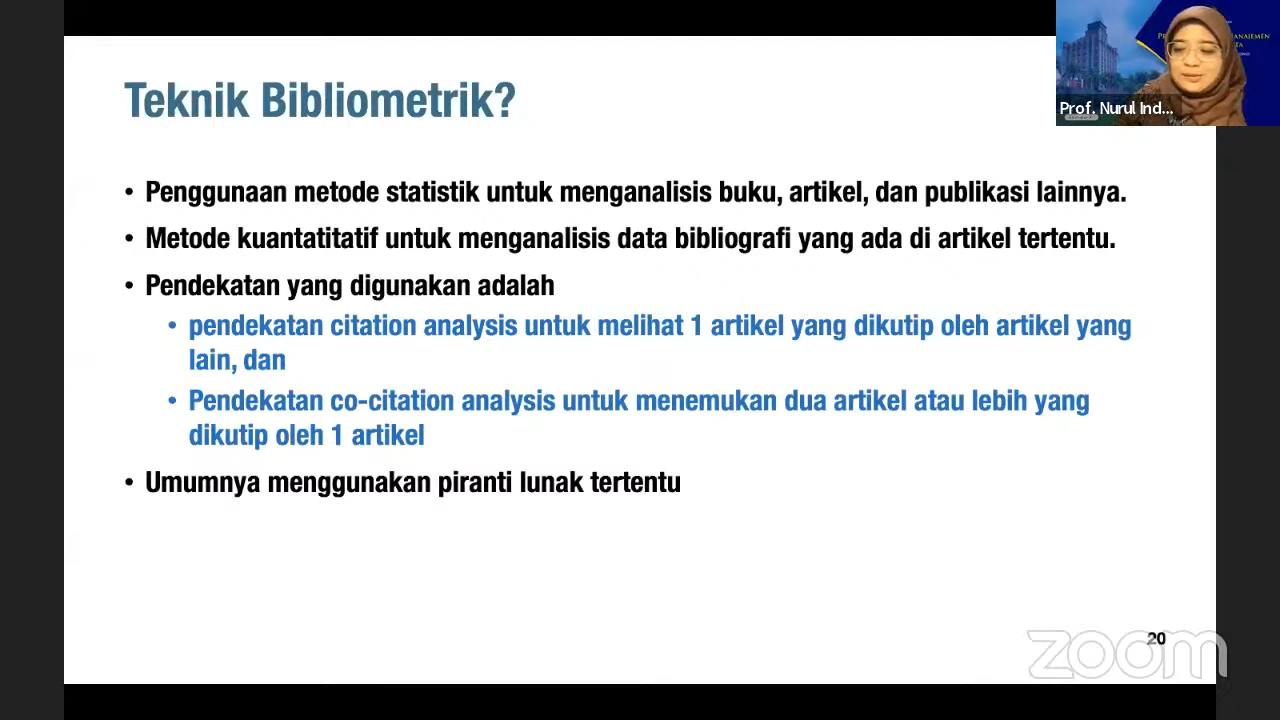 Teknik Bibliometrik?
Prof. Nurul Ind...
• Penggunaan metode statistik untuk menganalisis buku, artikel, dan publikasi lainnya.
• Metode kuantatitatif untuk menganalisis data bibliografi yang ada di artikel tertentu.
• Pendekatan yang digunakan adalah
• pendekatan citation analysis untuk melihat 1 artikel yang dikutip oleh artikel yang
lain, dan
• Pendekatan co-citation analysis untuk menemukan dua artikel atau lebih yang
dikutip oleh 1 artikel
• Umumnya menggunakan piranti lunak tertentu
20
zoom